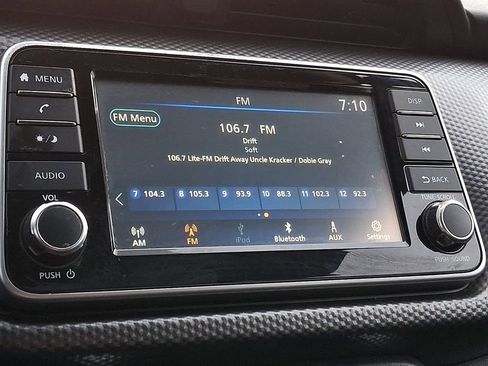 MENU
FM
7:10
DISP
FM Menu
106.7 FM
Drift
Soft
106.7 Lite-FM Drift Away Uncle Kracker / Dobie Gray
AUDIO
BACK
7 104.3 8 105.3 9 93.9 10 88.3 11 102.3 12 92.3
VOL
TUNE·SCROLL
AM FM iPod Bluetooth AUX Settings
PUSH
PUSH SOUND